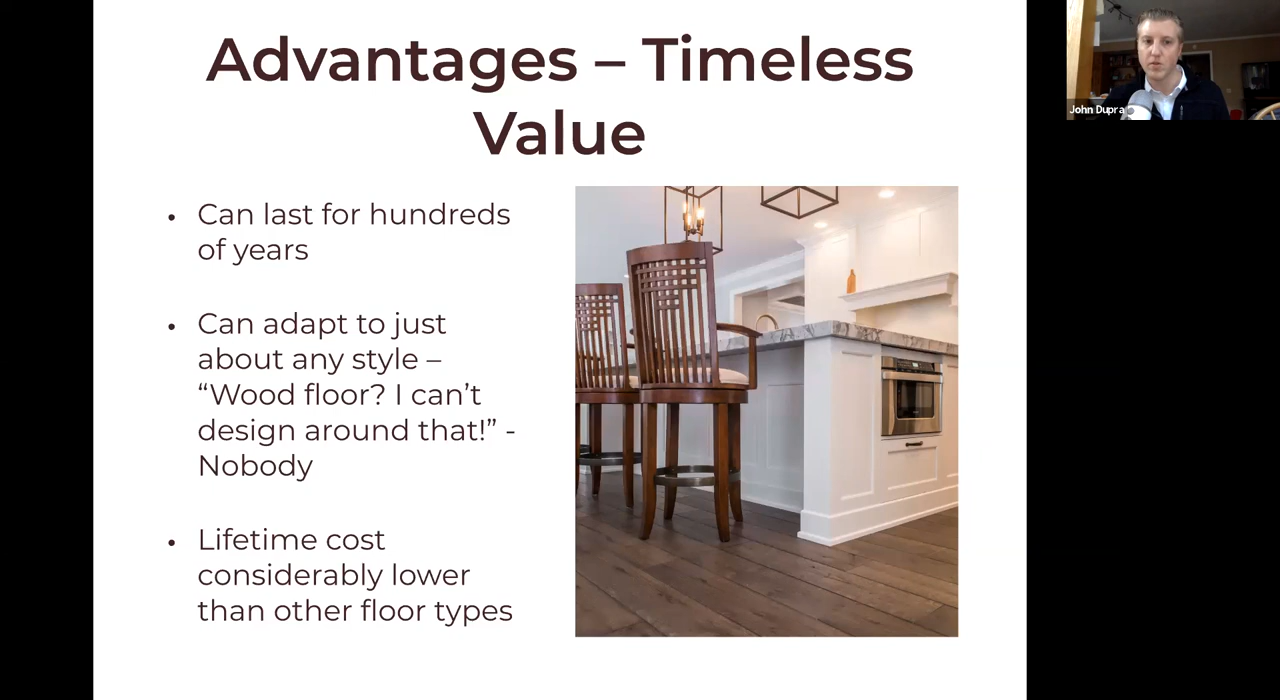 Advantages – Timeless
Value
• Can last for hundreds
of years
• Can adapt to just
about any style –
“Wood floor? I can’t
design around that!” -
Nobody
• Lifetime cost
considerably lower
than other floor types
John Dupra